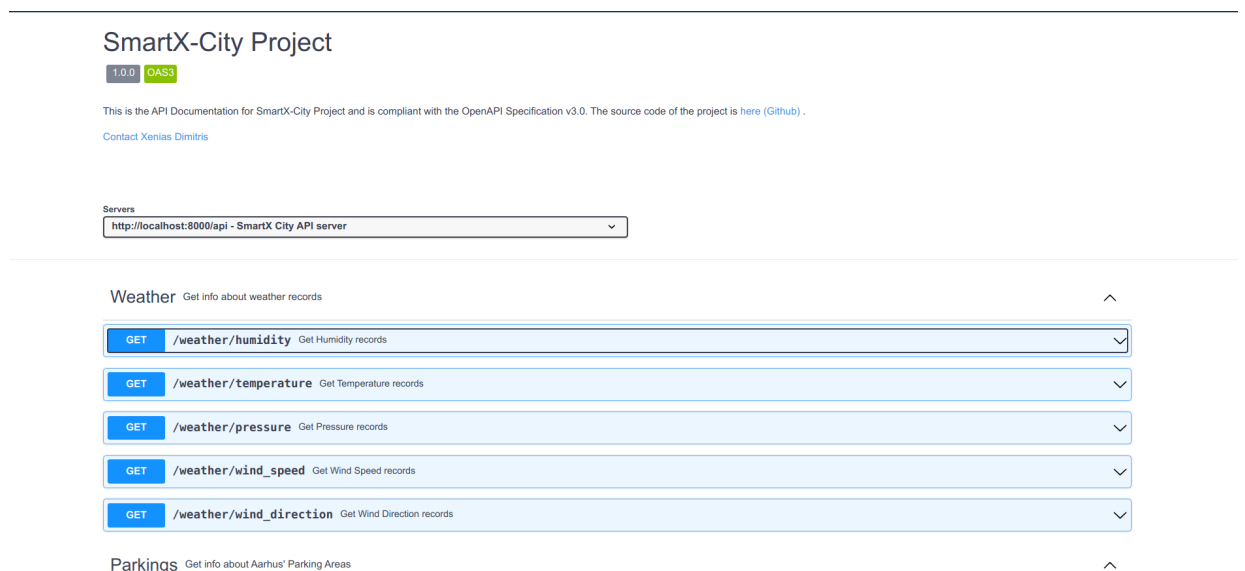 SmartX-City Project
1.0.0 OAS3
This is the API Documentation for SmartX-City Project and is compliant with the OpenAPI Specification v3.0. The source code of the project is here (Github) .
Contact Xenias Dimitris
Servers
http://localhost:8000/api - SmartX City API server
Weather Get info about weather records
GET /weather/humidity Get Humidity records
GET /weather/temperature Get Temperature records
GET /weather/pressure Get Pressure records
GET /weather/wind_speed Get Wind Speed records
GET /weather/wind_direction Get Wind Direction records
Parkings Get info about Aarhus' Parking Areas